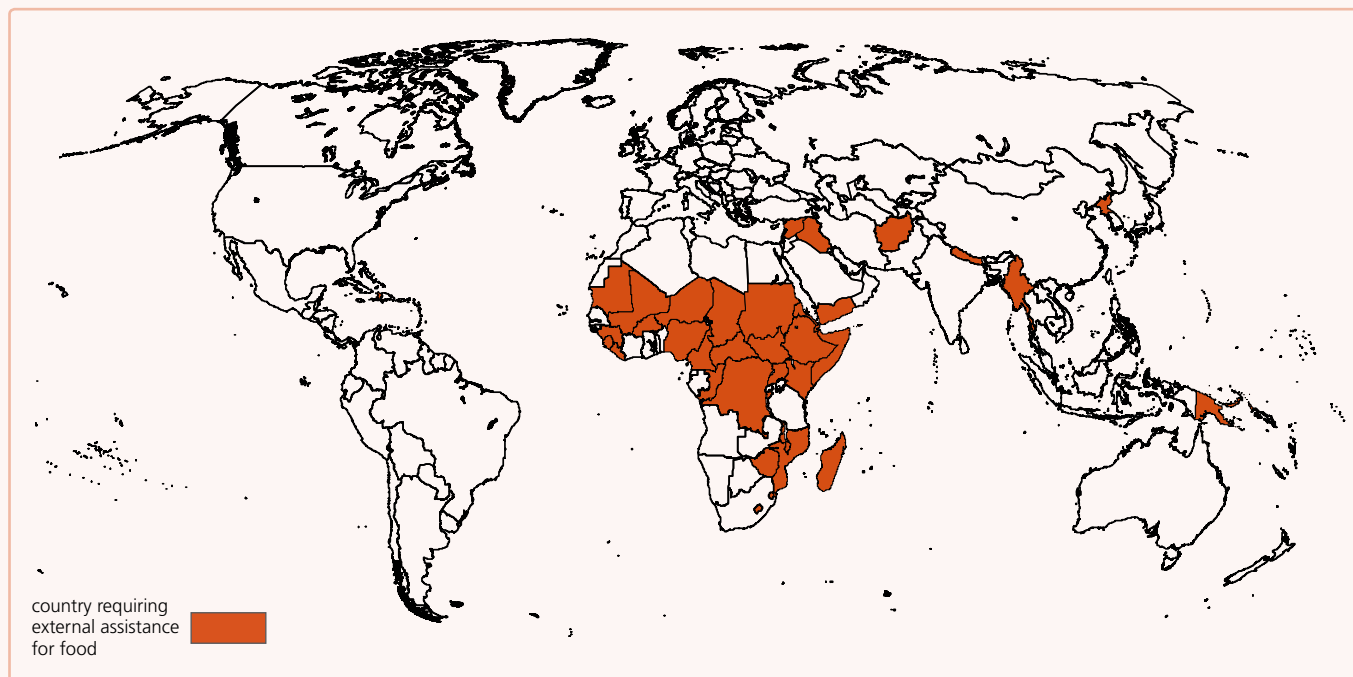 country requiring
external assistance
for food